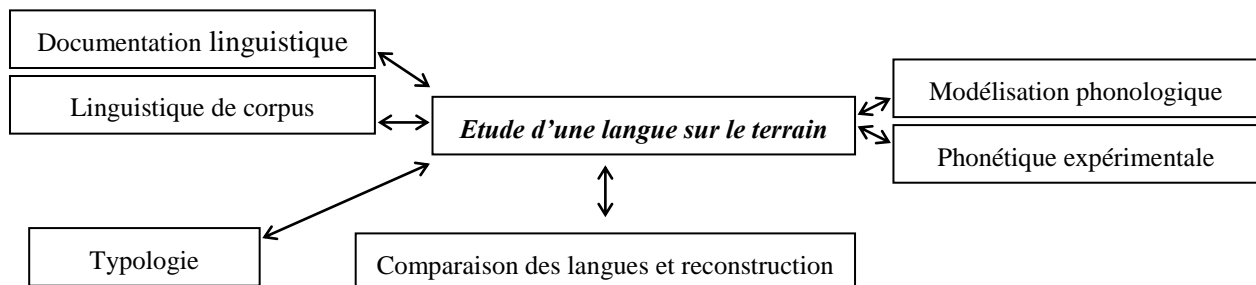 Documentation linguistique
Linguistique de corpus
Etude d’une langue sur le terrain
Modélisation phonologique
Phonétique expérimentale
Typologie
Comparaison des langues et reconstruction